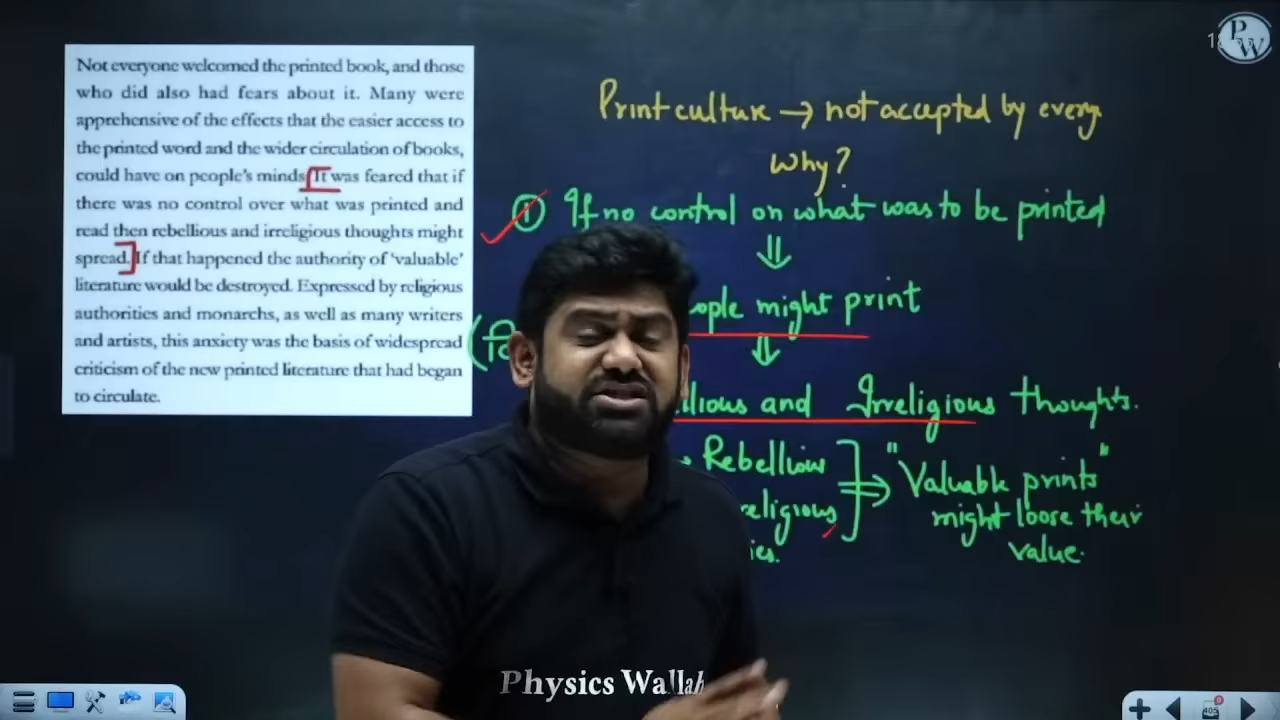 Not everyone welcomed the printed book, and those
who did also had fears about it. Many were
apprehensive of the effects that the easier access to
the printed word and the wider circulation of books,
could have on people's minds. It was feared that if
there was no control over what was printed and
read then rebellious and irreligious thoughts might
spread. If that happened the authority of 'valuable'
literature would be destroyed. Expressed by religious
authorities and monarchs, as well as many writers
and artists, this anxiety was the basis of widespread
criticism of the new printed literature that had began
to circulate.
Print culture → not accepted by every
why?
① If no control on what was to be printed
⇓
ople might print
⇓
llious and Irreligious thoughts.
→ Rebellious
religious
ies.
⇒ "Valuable prints"
might loose their
value.
PW
Physics Wallah
405